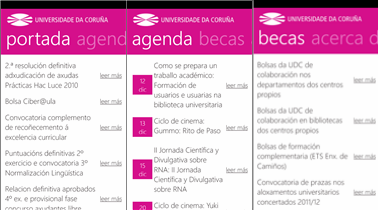 UNIVERSIDADE DA CORUÑA
portada agend
2.ª resolución definitiva
adxudicación de axudas
Prácticas Hac Luce 2010
leer más
Bolsa Ciber@ula
leer más
Convocatoria complemento
de recoñecemento á
excelencia curricular
leer más
Puntuacións definitivas 2º
exercicio e convocatoria 3º
Normalización Lingüística
leer más
Relacion definitiva aprobados
4º ex. e provisional fase
concurso axudantes libre
leer más
UNIVERSIDADE DA CORUÑA
agenda becas
12
dic
Como se prepara un
traballo académico:
Formación de
usuarios e usuarias na
biblioteca universitaria
leer más
13
dic
Ciclo de cinema:
Gummo: Rito de Paso
leer más
15
dic
II Jornada Científica y
Divulgativa sobre
RNA: II Jornada
Científica y Divulgativa
sobre RNA
leer más
20
Ciclo de cinema: Yuki
UNIVERSIDADE DA CORUÑA
becas acerca d
Bolsas da UDC de
colaboración nos
departamentos dos centros
propios
leer más
Bolsas da UDC de
colaboración en bibliotecas
dos centros propios
leer más
Bolsas de formación
complementaria (ETS Enx. de
Camiños)
leer más
Convocatoria de prazas nos
aloxamentos universitarios
concertados 2011/12
leer más